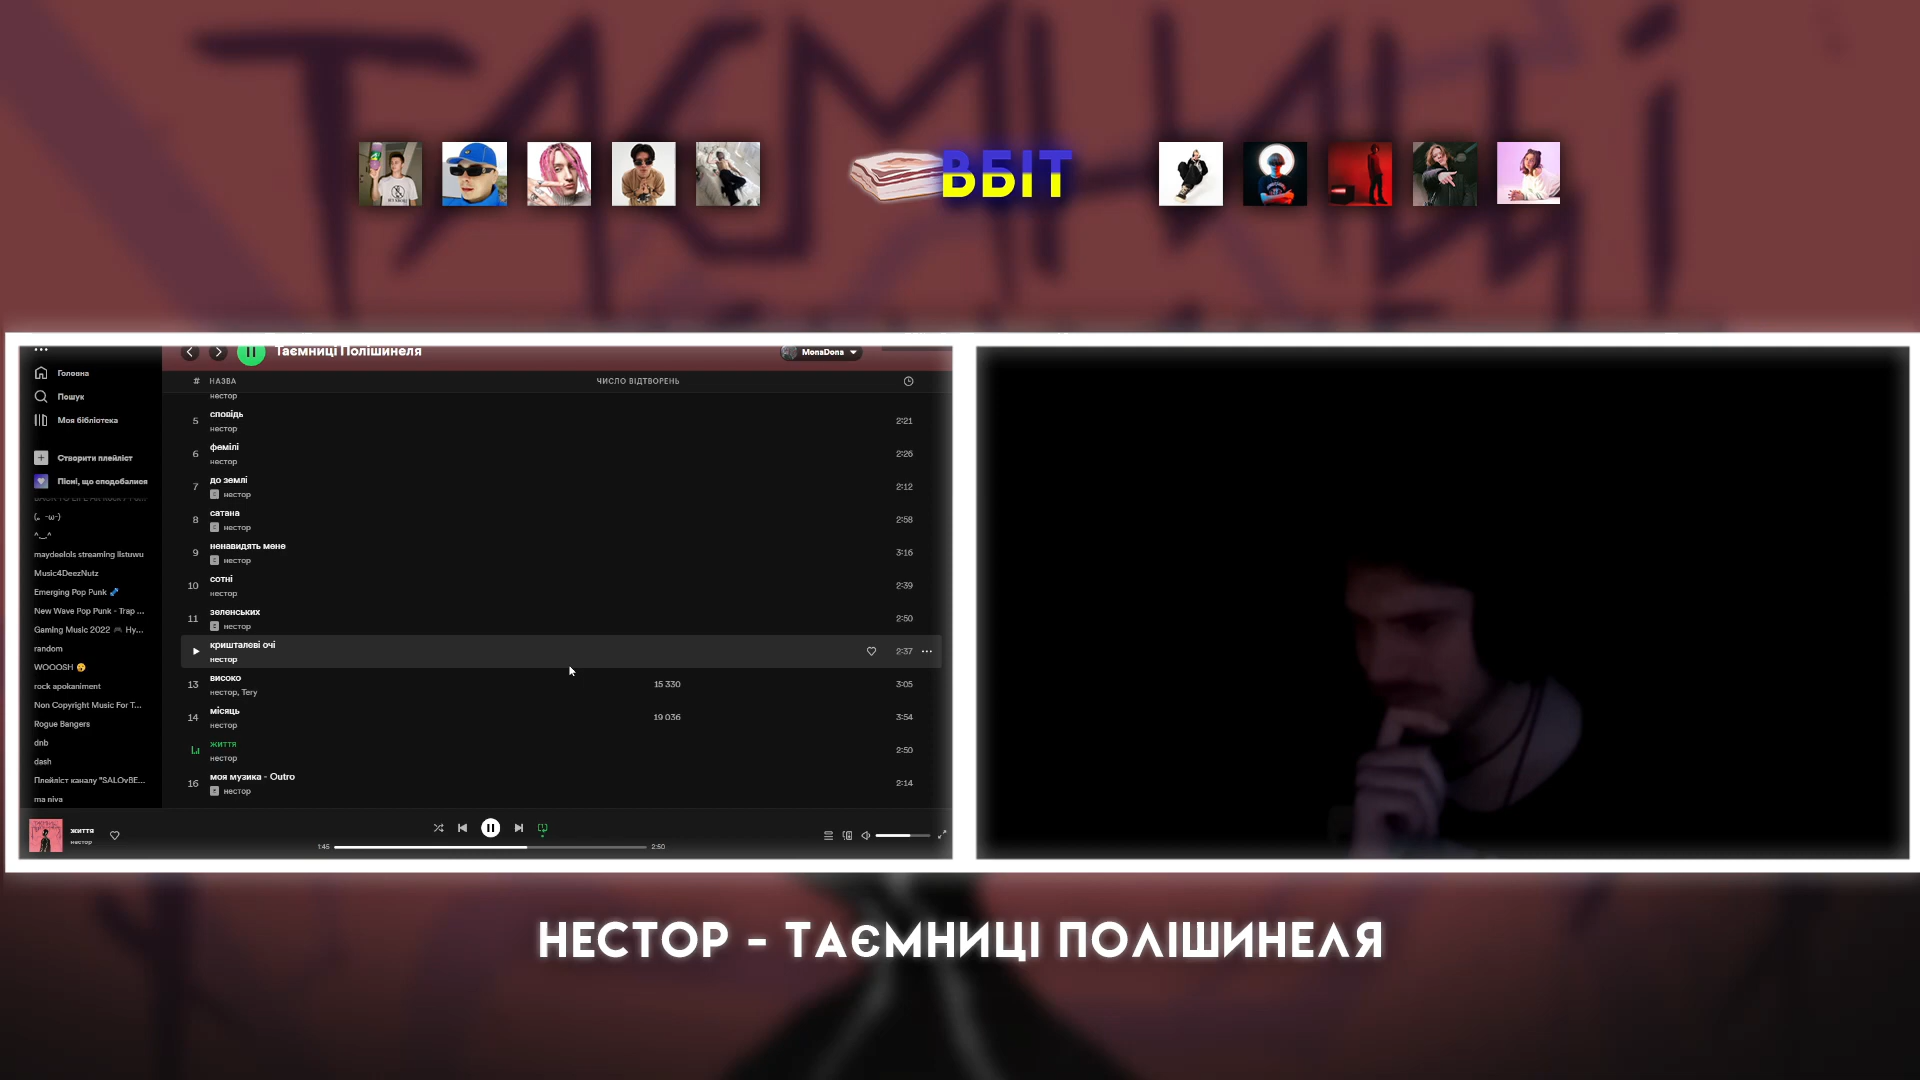 ТАЄМНИЦІ
ВБІТ
Таємниці Полішинеля
MonaDona
Головна
Пошук
Моя бібліотека
Створити плейліст
Пісні, що сподобалися
(。-ω-)
^‿^
maydeelols streaming listuwu
Music4DeezNutz
Emerging Pop Punk
New Wave Pop Punk - Trap ...
Gaming Music 2022 🎮 Hy...
random
WOOOSH 😮
rock apokaniment
Non Copyright Music For T...
Rogue Bangers
dnb
dash
Плейліст каналу "SALOvBE...
ma niva
# НАЗВА ЧИСЛО ВІДТВОРЕНЬ
нестор
5 сповідь 2:21
нестор
6 фемілі 2:26
нестор
7 до землі 2:12
E нестор
8 сатана 2:58
E нестор
9 ненавидять мене 3:16
E нестор
10 сотні 2:39
нестор
11 зеленських 2:50
E нестор
кришталеві очі 2:37
нестор
13 високо 15 330 3:05
нестор, Tery
14 місяць 19 036 3:54
нестор
життя 2:50
нестор
16 моя музика - Outro 2:14
E нестор
життя
нестор
1:45 2:50
НЕСТОР - ТАЄМНИЦІ ПОЛІШИНЕЛЯ